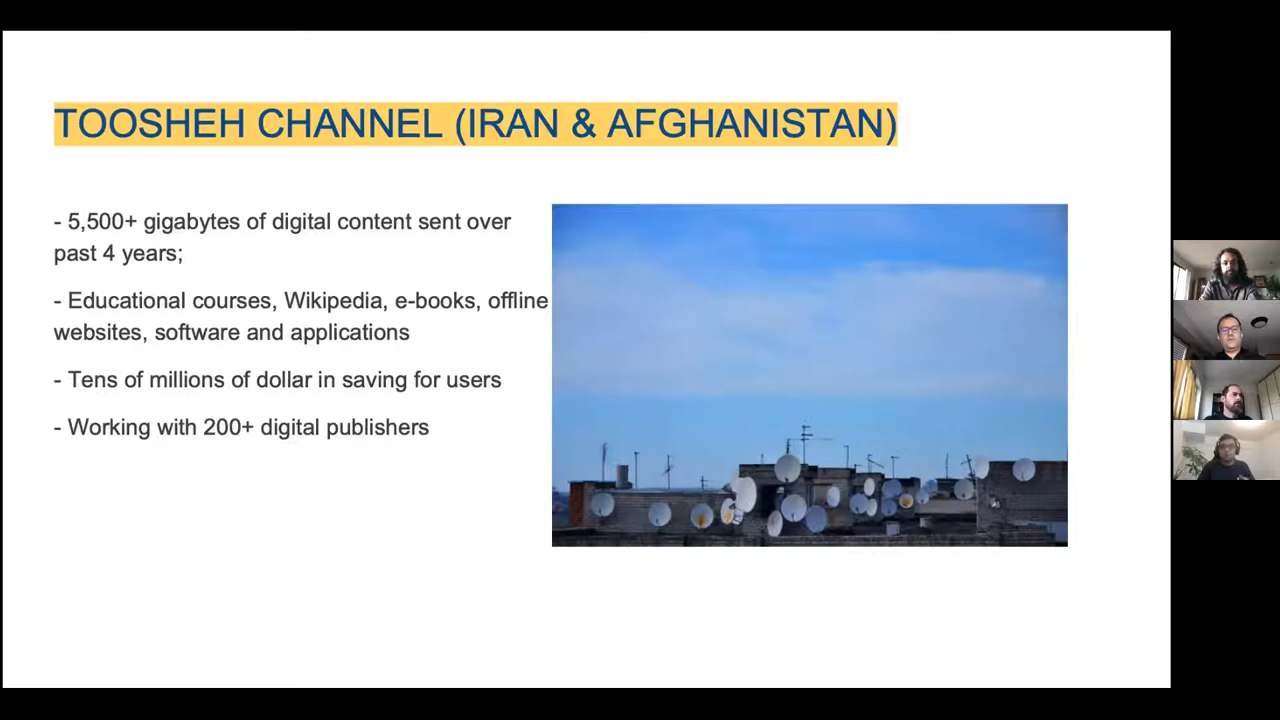 TOOSHEH CHANNEL (IRAN & AFGHANISTAN)
- 5,500+ gigabytes of digital content sent over
past 4 years;
- Educational courses, Wikipedia, e-books, offline
websites, software and applications
- Tens of millions of dollar in saving for users
- Working with 200+ digital publishers